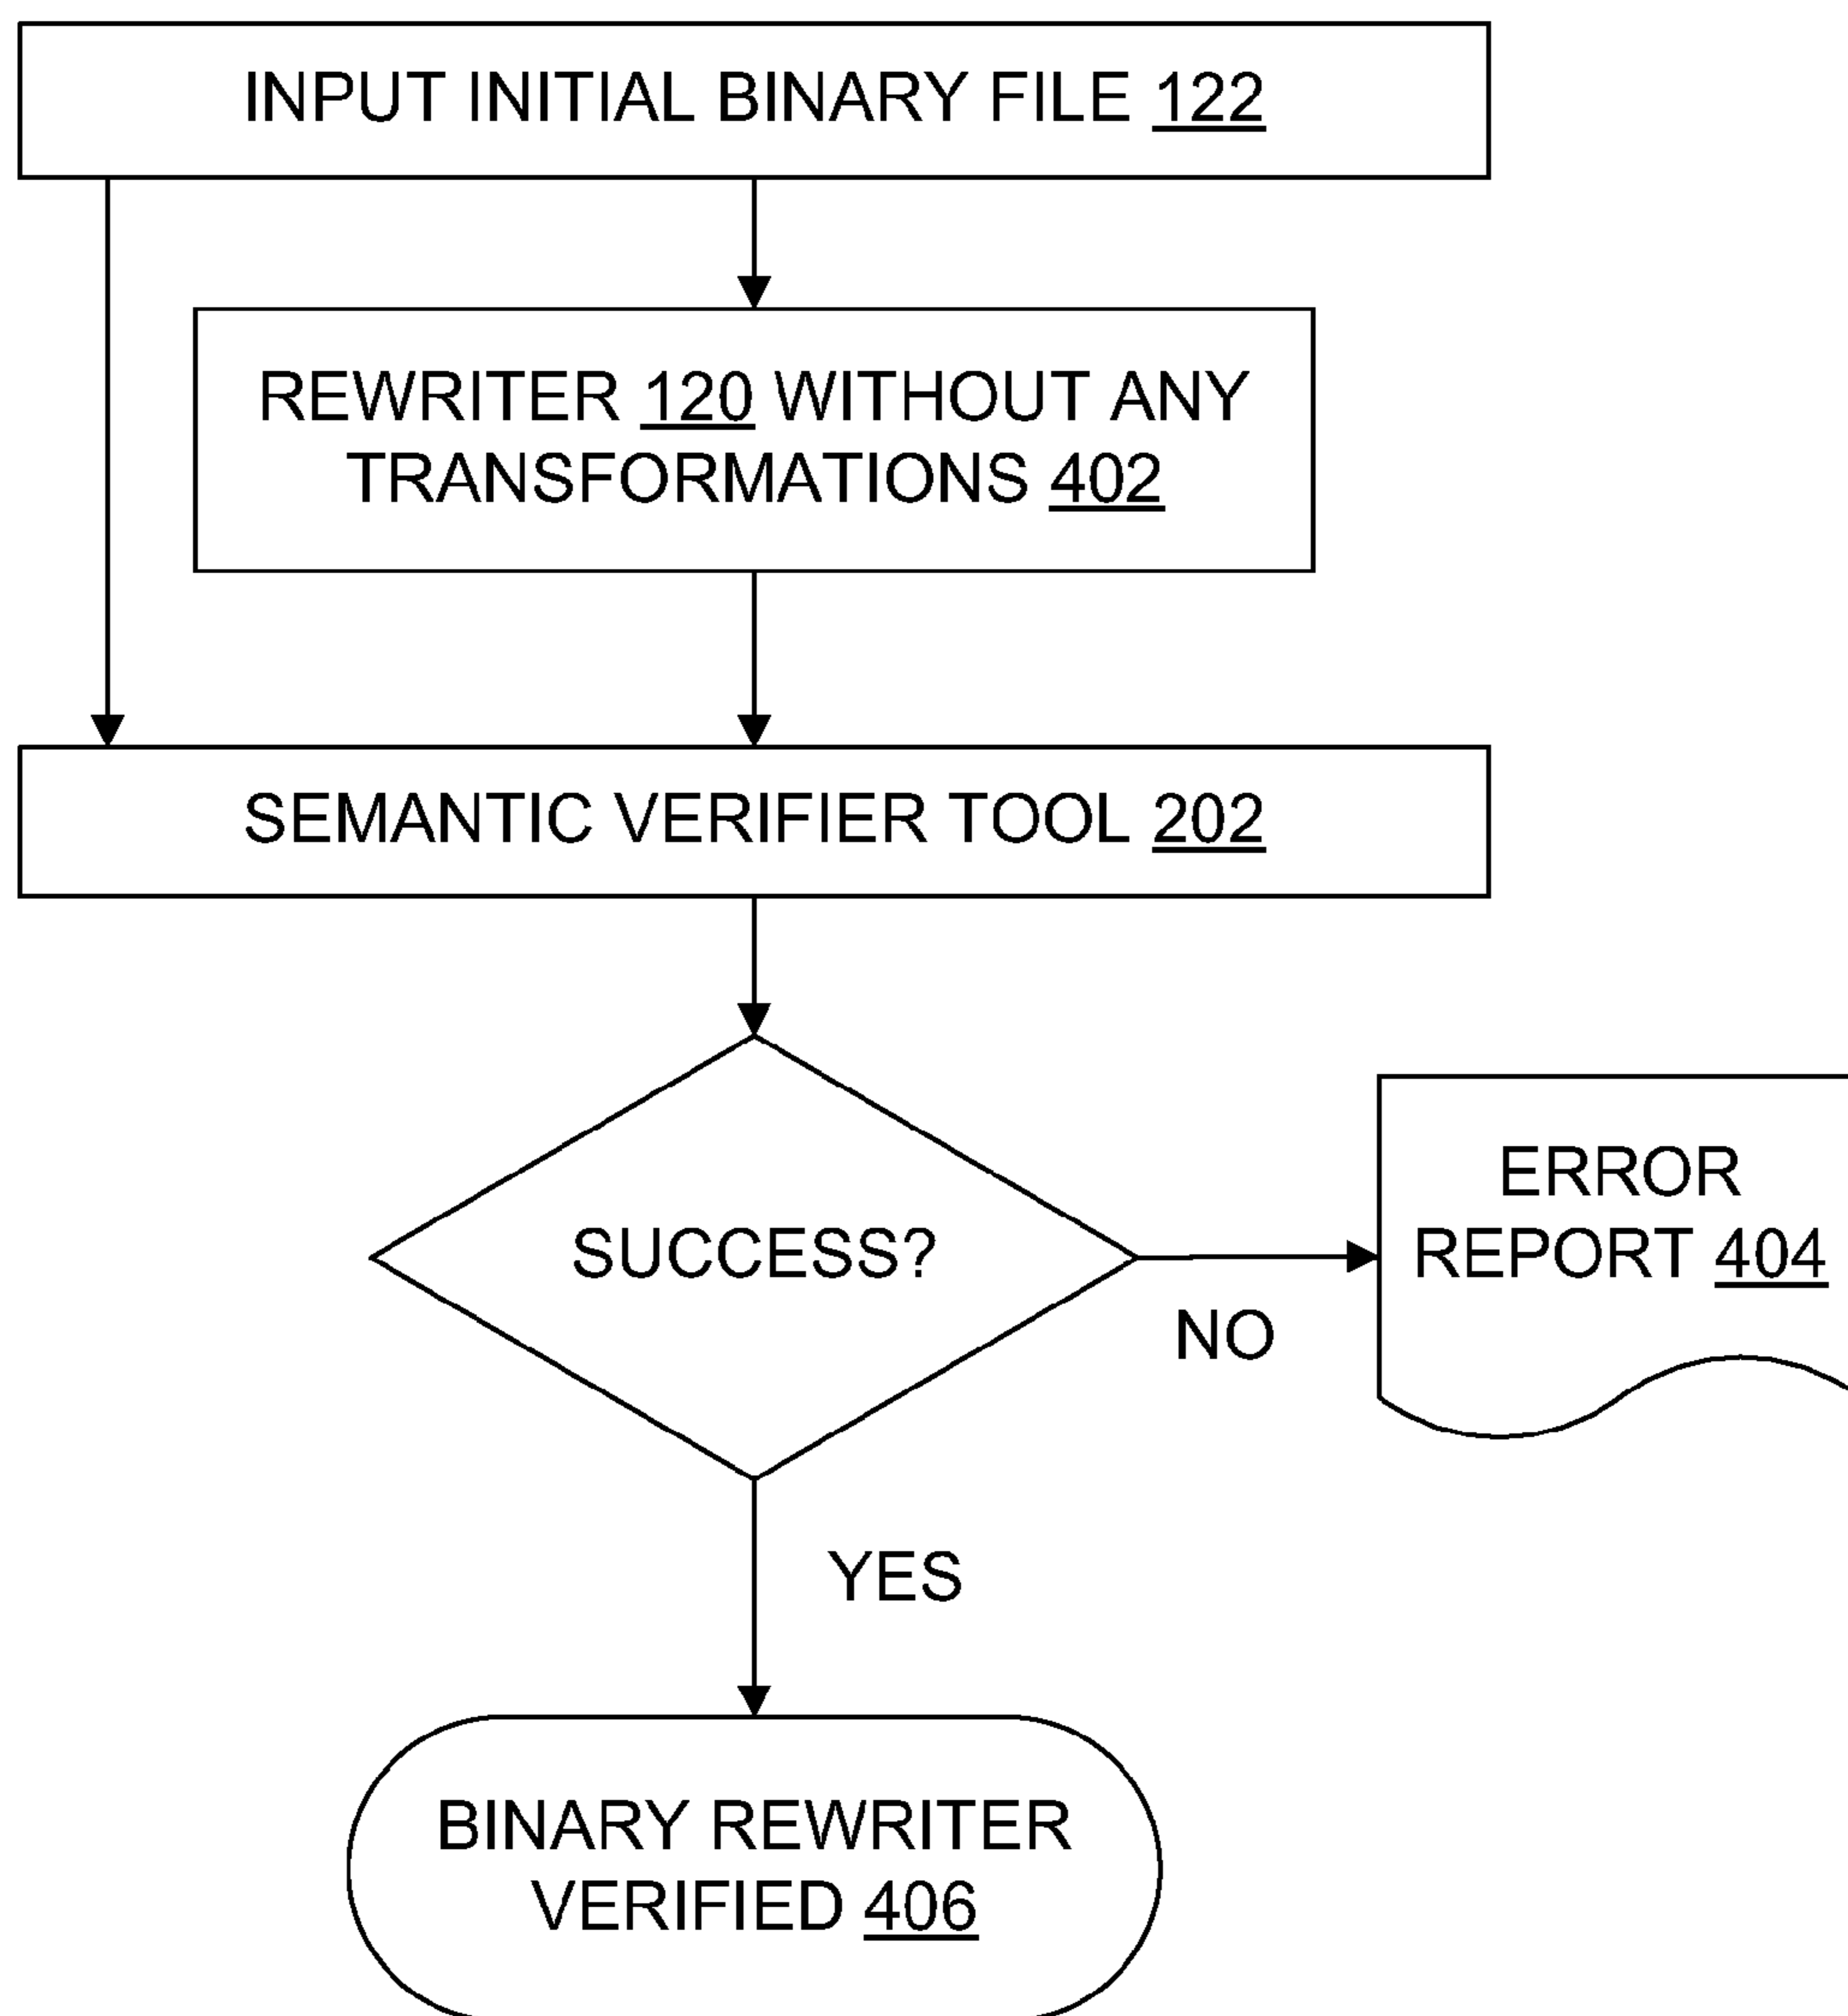 INPUT INITIAL BINARY FILE 122
REWRITER 120 WITHOUT ANY
TRANSFORMATIONS 402
SEMANTIC VERIFIER TOOL 202
SUCCESS?
ERROR
REPORT 404
NO
YES
BINARY REWRITER
VERIFIED 406